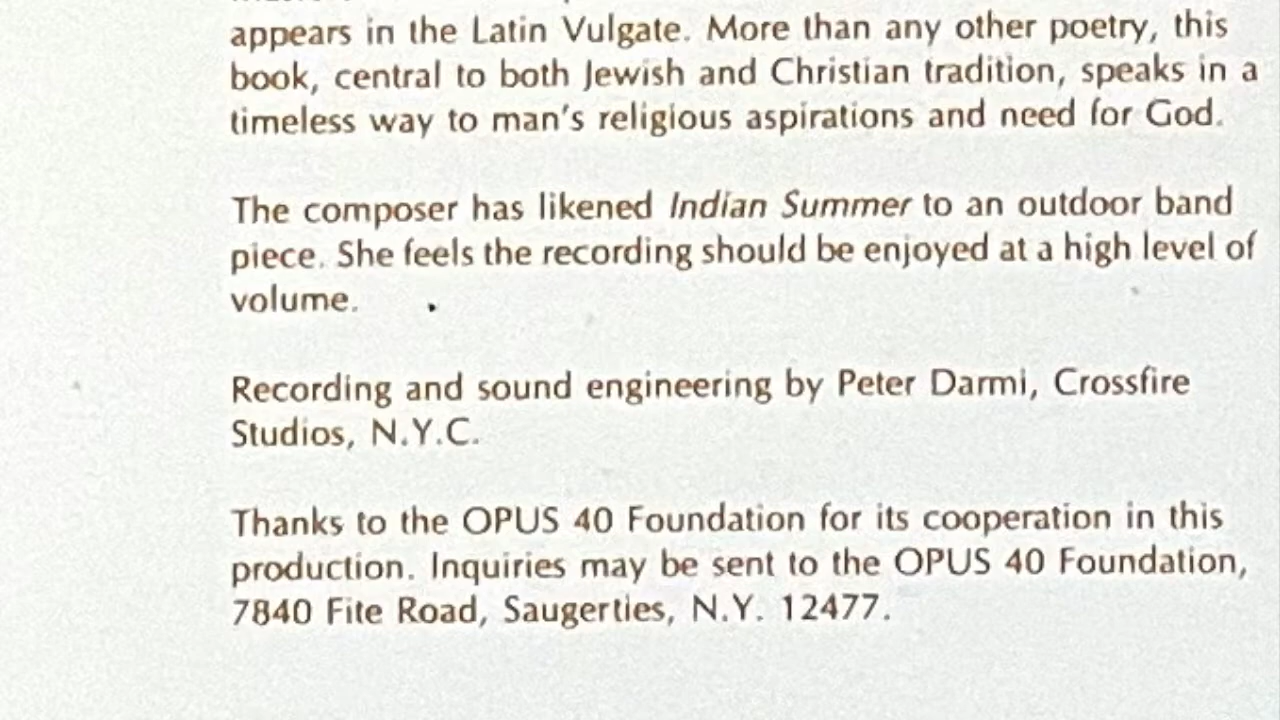 appears in the Latin Vulgate. More than any other poetry, this
book, central to both Jewish and Christian tradition, speaks in a
timeless way to man's religious aspirations and need for God.
The composer has likened Indian Summer to an outdoor band
piece. She feels the recording should be enjoyed at a high level of
volume.
Recording and sound engineering by Peter Darmi, Crossfire
Studios, N.Y.C.
Thanks to the OPUS 40 Foundation for its cooperation in this
production. Inquiries may be sent to the OPUS 40 Foundation,
7840 Fite Road, Saugerties, N.Y. 12477.